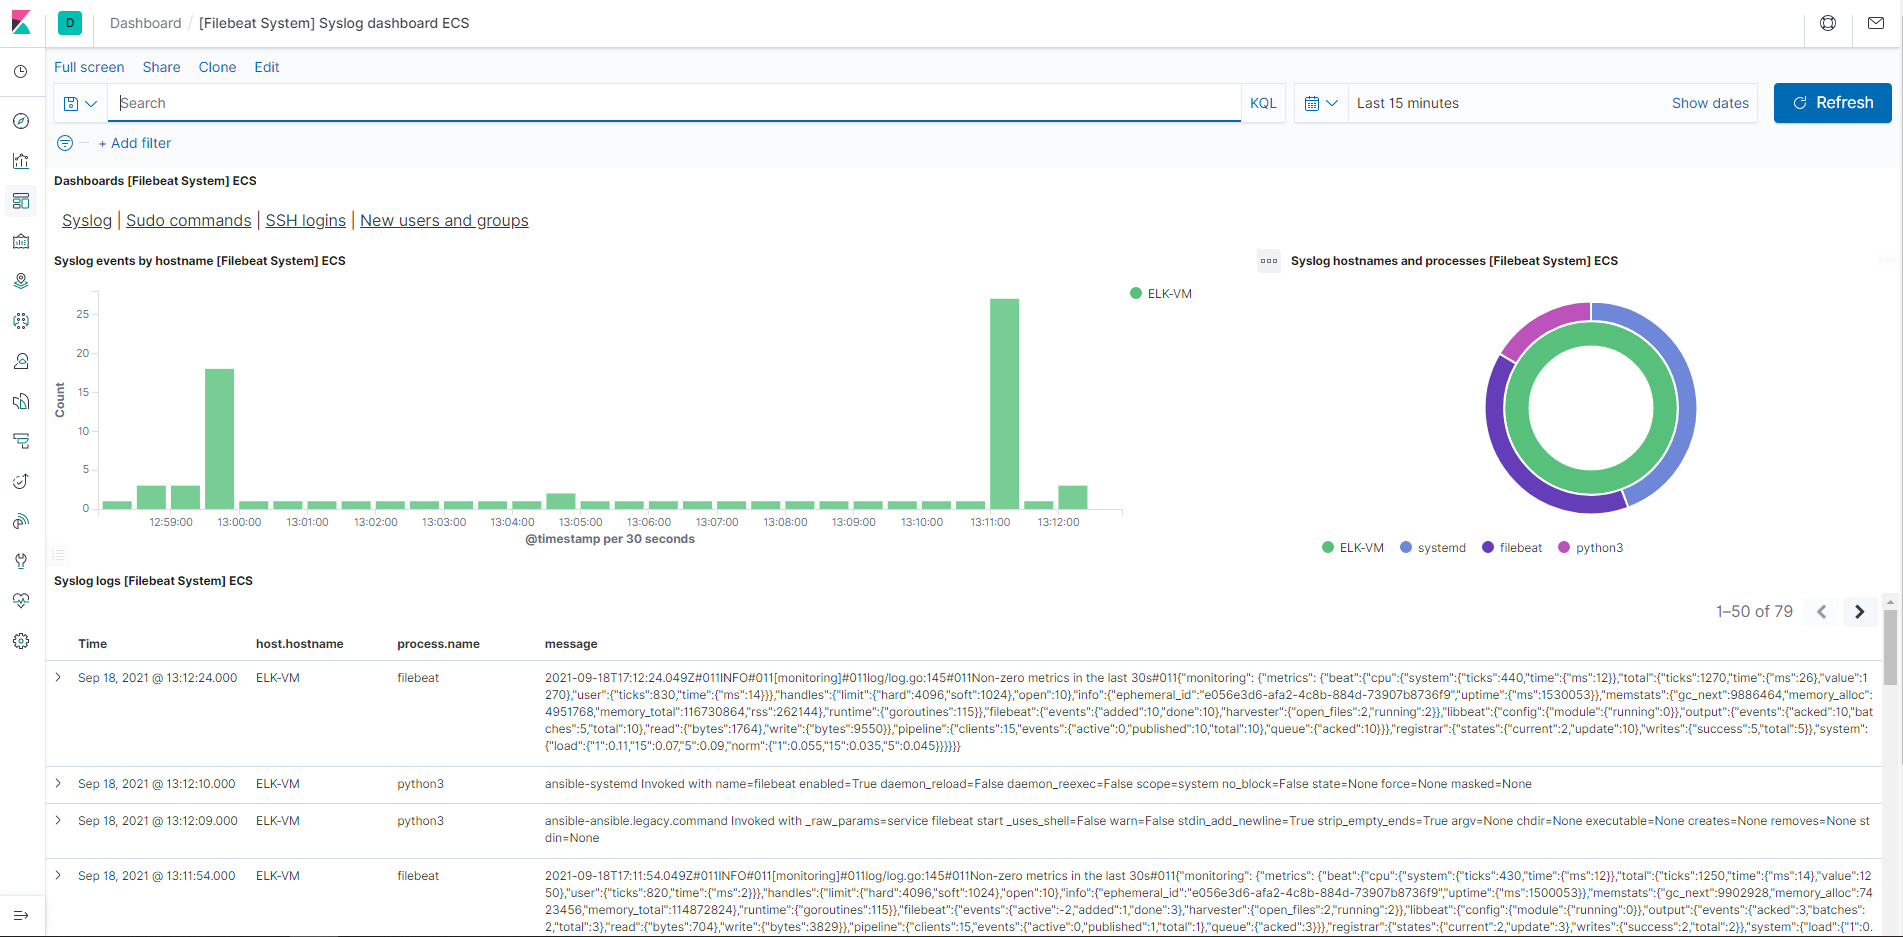 D Dashboard / [Filebeat System] Syslog dashboard ECS
Full screen Share Clone Edit
Search KQL Last 15 minutes Show dates Refresh
+ Add filter
Dashboards [Filebeat System] ECS
Syslog | Sudo commands | SSH logins | New users and groups
Syslog events by hostname [Filebeat System] ECS
25
20
15
10
5
0
Count
12:59:00 13:00:00 13:01:00 13:02:00 13:03:00 13:04:00 13:05:00 13:06:00 13:07:00 13:08:00 13:09:00 13:10:00 13:11:00 13:12:00
@timestamp per 30 seconds
ELK-VM
Syslog hostnames and processes [Filebeat System] ECS
ELK-VM systemd filebeat python3
Syslog logs [Filebeat System] ECS
1–50 of 79
Time host.hostname process.name message
Sep 18, 2021 @ 13:12:24.000 ELK-VM filebeat 2021-09-18T17:12:24.049Z#011INFO#011[monitoring]#011log/log.go:145#011Non-zero metrics in the last 30s#011{"monitoring": {"metrics": {"beat":{"cpu":{"system":{"ticks":440,"time":{"ms":12}},"total":{"ticks":1270,"time":{"ms":26},"value":1
270},"user":{"ticks":830,"time":{"ms":14}}},"handles":{"limit":{"hard":4096,"soft":1024},"open":10},"info":{"ephemeral_id":"e056e3d6-afa2-4c8b-884d-73907b8736f9","uptime":{"ms":1530053}},"memstats":{"gc_next":9886464,"memory_alloc":
4951768,"memory_total":116730864,"rss":262144},"runtime":{"goroutines":115}},"filebeat":{"events":{"added":10,"done":10},"harvester":{"open_files":2,"running":2}},"libbeat":{"config":{"module":{"running":0}},"output":{"events":{"acked":10,"batc
hes":5,"total":10},"read":{"bytes":1764},"write":{"bytes":9550}},"pipeline":{"clients":15,"events":{"active":0,"published":10,"total":10},"queue":{"acked":10}}},"registrar":{"states":{"current":2,"update":10},"writes":{"success":5,"total":5}},"system":
{"load":{"1":0.11,"15":0.07,"5":0.09,"norm":{"1":0.055,"15":0.035,"5":0.045}}}}}}
Sep 18, 2021 @ 13:12:10.000 ELK-VM python3 ansible-systemd Invoked with name=filebeat enabled=True daemon_reload=False daemon_reexec=False scope=system no_block=False state=None force=None masked=None
Sep 18, 2021 @ 13:12:09.000 ELK-VM python3 ansible-ansible.legacy.command Invoked with _raw_params=service filebeat start _uses_shell=False warn=False stdin_add_newline=True strip_empty_ends=True argv=None chdir=None executable=None creates=None removes=None st
din=None
Sep 18, 2021 @ 13:11:54.000 ELK-VM filebeat 2021-09-18T17:11:54.049Z#011INFO#011[monitoring]#011log/log.go:145#011Non-zero metrics in the last 30s#011{"monitoring": {"metrics": {"beat":{"cpu":{"system":{"ticks":430,"time":{"ms":12}},"total":{"ticks":1250,"time":{"ms":14},"value":12
50},"user":{"ticks":820,"time":{"ms":2}}},"handles":{"limit":{"hard":4096,"soft":1024},"open":10},"info":{"ephemeral_id":"e056e3d6-afa2-4c8b-884d-73907b8736f9","uptime":{"ms":1500053}},"memstats":{"gc_next":9902928,"memory_alloc":7
423456,"memory_total":114872824},"runtime":{"goroutines":115}},"filebeat":{"events":{"active":-2,"added":1,"done":3},"harvester":{"open_files":2,"running":2}},"libbeat":{"config":{"module":{"running":0}},"output":{"events":{"acked":3,"batches":
2,"total":3},"read":{"bytes":704},"write":{"bytes":3829}},"pipeline":{"clients":15,"events":{"active":0,"published":1,"total":1},"queue":{"acked":3}}},"registrar":{"states":{"current":2,"update":3},"writes":{"success":2,"total":2}},"system":{"load":{"1":0.